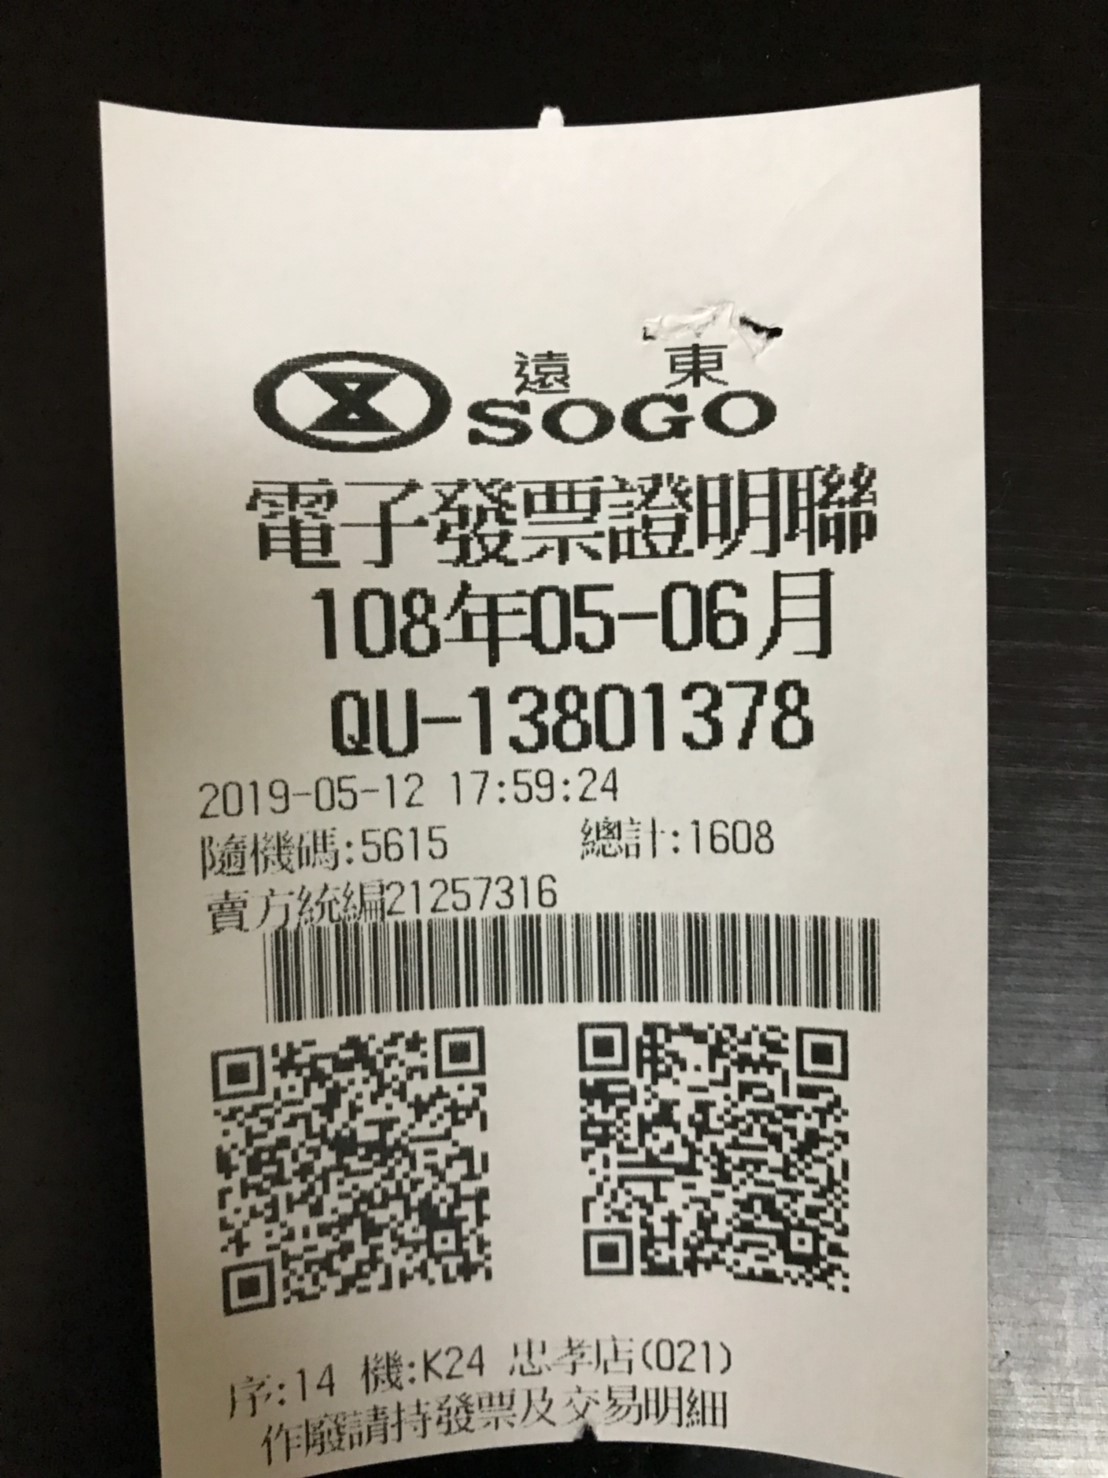 遠東
SOGO
電子發票證明聯
108年05-06月
QU-13801378
2019-05-12 17:59:24
隨機碼:5615 總計:1608
賣方統編21257316
序:14 機:K24 忠孝店(021)
作廢請持發票及交易明細